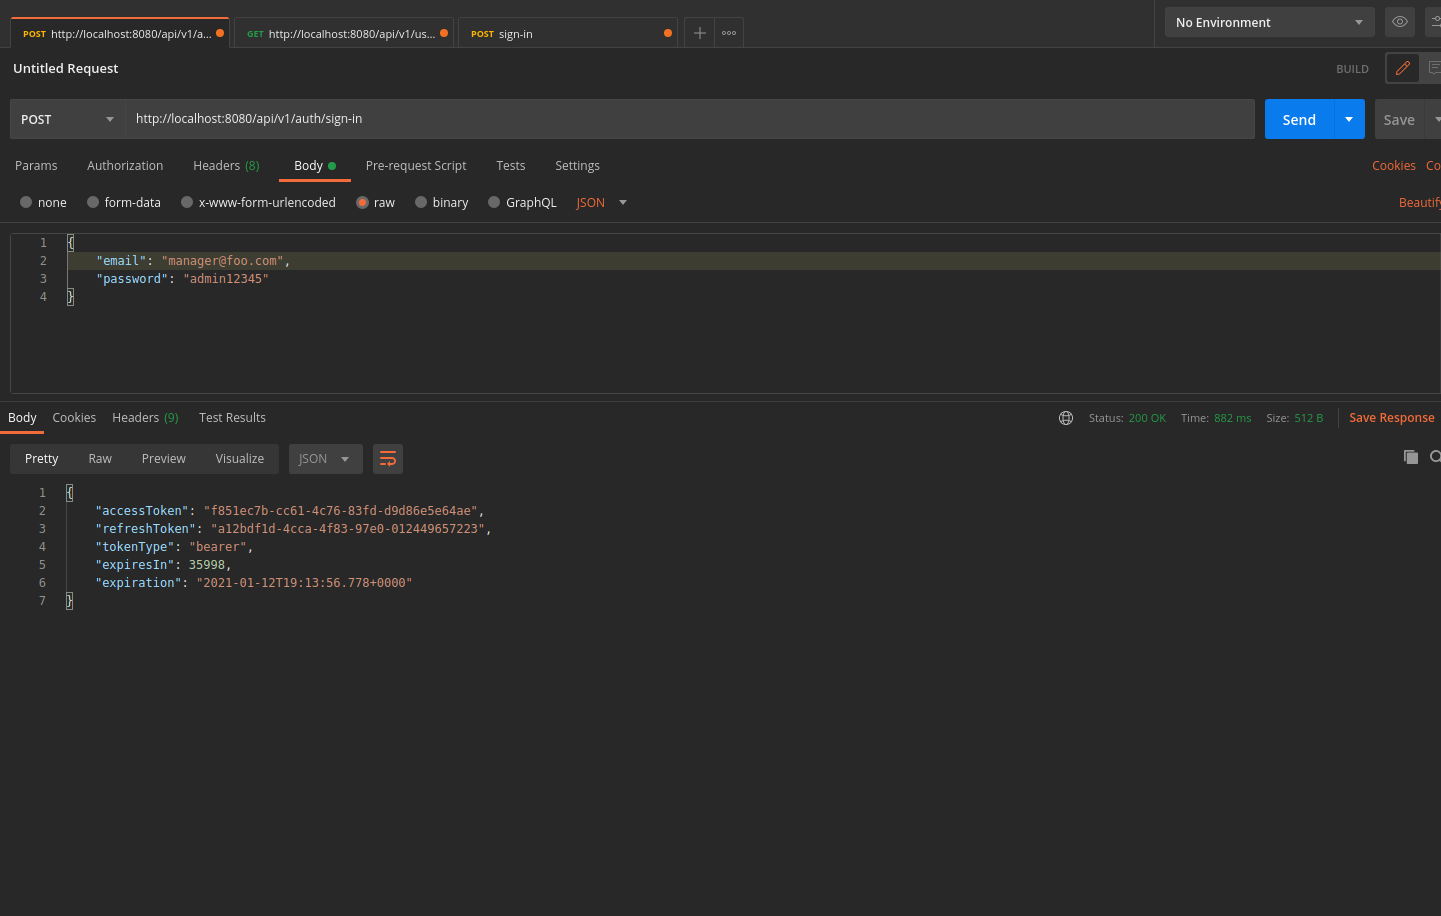 POST http://localhost:8080/api/v1/a... GET http://localhost:8080/api/v1/us... POST sign-in No Environment
Untitled Request BUILD
POST http://localhost:8080/api/v1/auth/sign-in Send Save
Params Authorization Headers (8) Body Pre-request Script Tests Settings Cookies Co
none form-data x-www-form-urlencoded raw binary GraphQL JSON Beautify
1 {
2 "email": "manager@foo.com",
3 "password": "admin12345"
4 }
Body Cookies Headers (9) Test Results Status: 200 OK Time: 882 ms Size: 512 B Save Response
Pretty Raw Preview Visualize JSON
1 {
2 "accessToken": "f851ec7b-cc61-4c76-83fd-d9d86e5e64ae",
3 "refreshToken": "a12bdf1d-4cca-4f83-97e0-012449657223",
4 "tokenType": "bearer",
5 "expiresIn": 35998,
6 "expiration": "2021-01-12T19:13:56.778+0000"
7 }